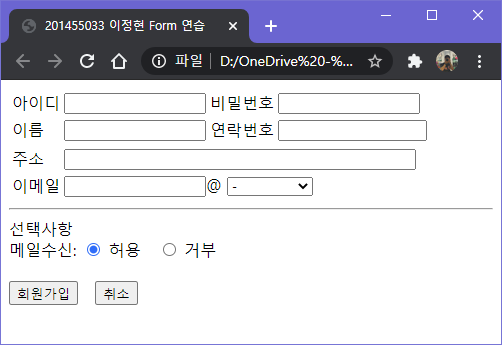 201455033 이정현 Form 연습
파일 D:/OneDrive%20-%...
아이디 비밀번호
이름 연락번호
주소
이메일 @ -
선택사항
메일수신: 허용 거부
회원가입 취소